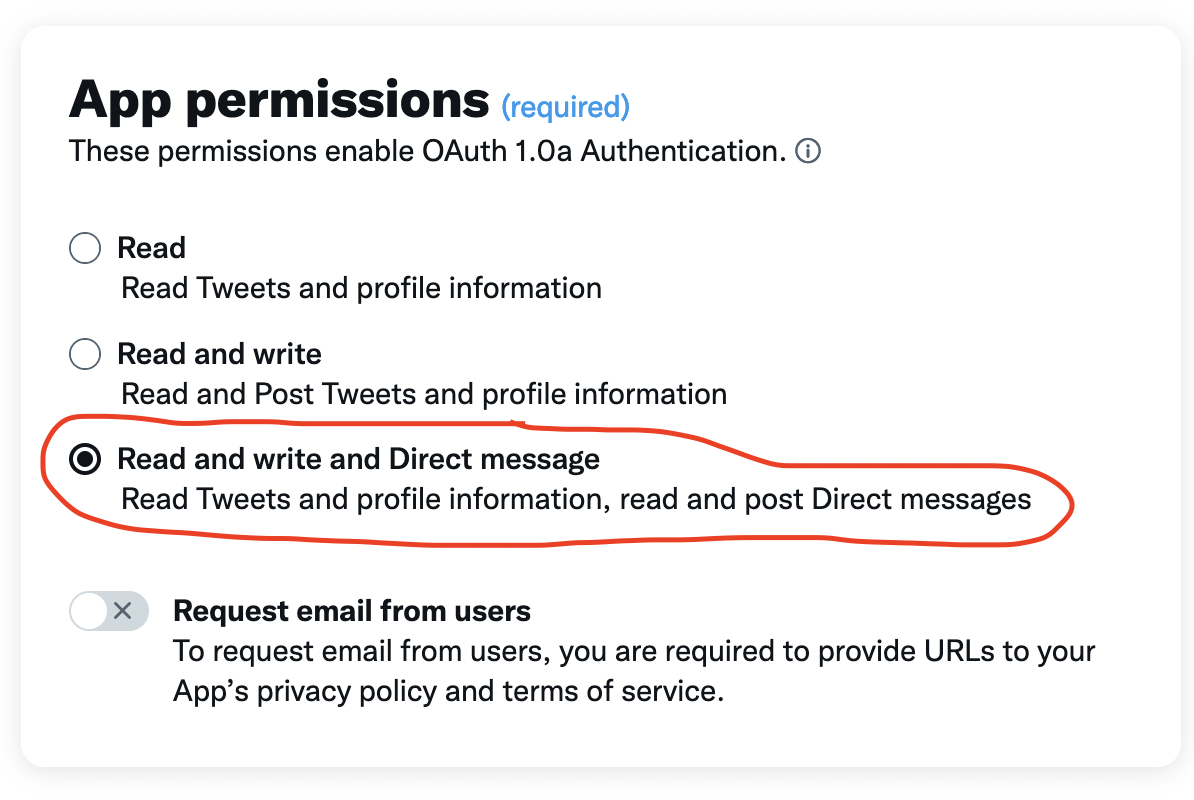 App permissions (required)
These permissions enable OAuth 1.0a Authentication.
Read
Read Tweets and profile information
Read and write
Read and Post Tweets and profile information
Read and write and Direct message
Read Tweets and profile information, read and post Direct messages
Request email from users
To request email from users, you are required to provide URLs to your
App’s privacy policy and terms of service.